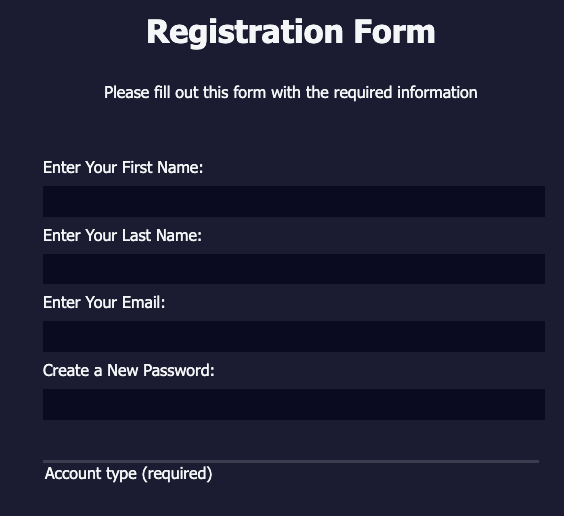 Registration Form
Please fill out this form with the required information
Enter Your First Name:
Enter Your Last Name:
Enter Your Email:
Create a New Password:
Account type (required)